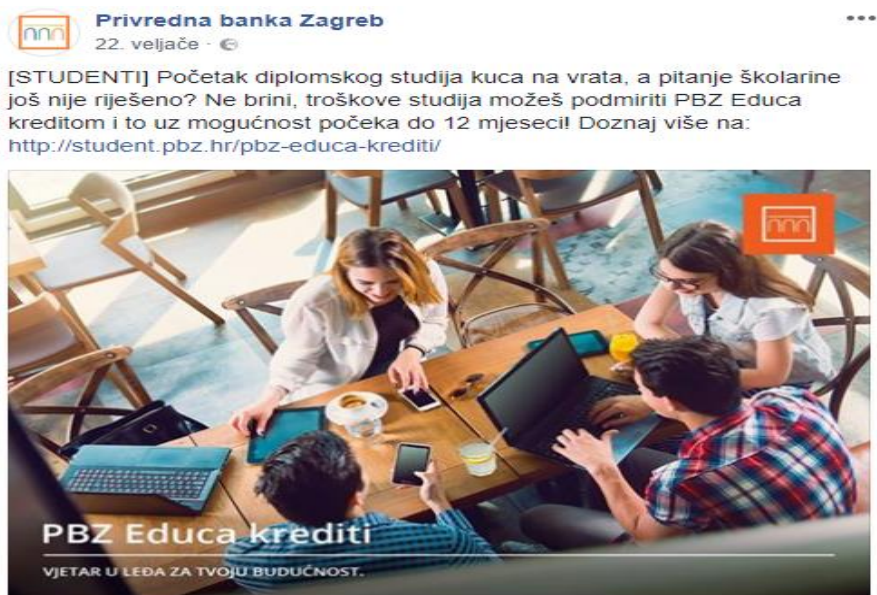 Privredna banka Zagreb
22. veljače ·
[STUDENTI] Početak diplomskog studija kuca na vrata, a pitanje školarine
još nije riješeno? Ne brini, troškove studija možeš podmiriti PBZ Educa
kreditom i to uz mogućnost počeka do 12 mjeseci! Doznaj više na:
http://student.pbz.hr/pbz-educa-krediti/
PBZ Educa krediti
VJETAR U LEĐA ZA TVOJU BUDUĆNOST.